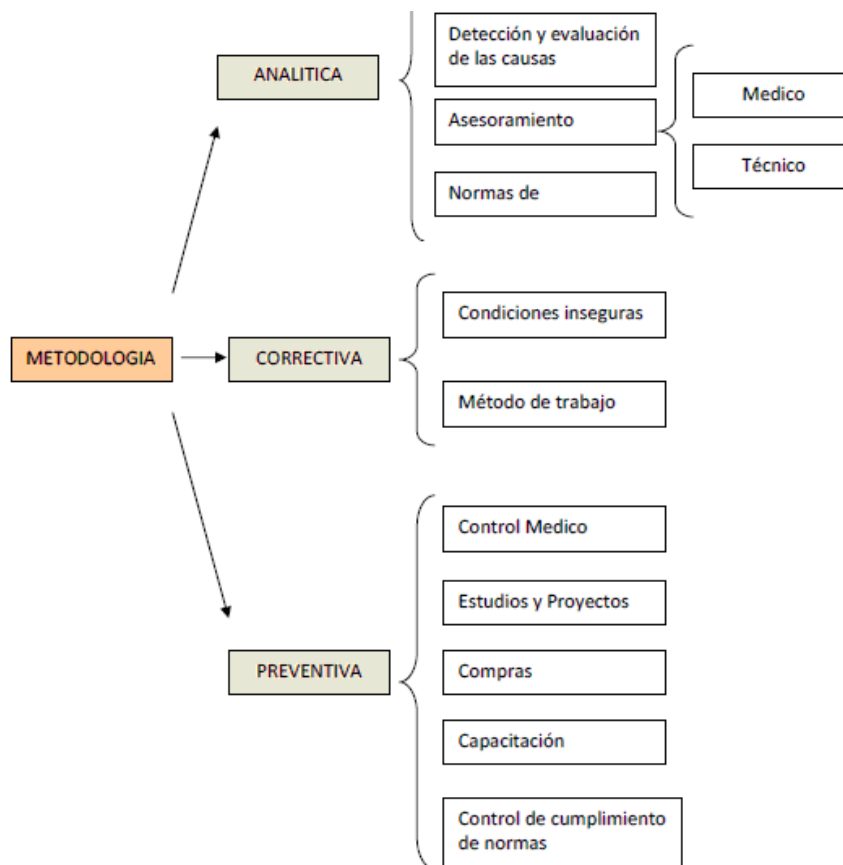 ANALITICA
Detección y evaluación
de las causas
Asesoramiento
Normas de
Medico
Técnico
METODOLOGIA
CORRECTIVA
Condiciones inseguras
Método de trabajo
PREVENTIVA
Control Medico
Estudios y Proyectos
Compras
Capacitación
Control de cumplimiento
de normas